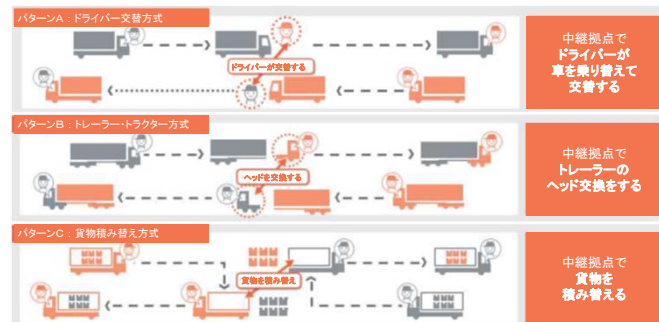 パターンA：ドライバー交替方式
ドライバーが交替する
中継拠点で
ドライバーが
車を乗り替えて
交替する
パターンB：トレーラー・トラクター方式
ヘッドを交換する
中継拠点で
トレーラーの
ヘッド交換をする
パターンC：貨物積み替え方式
貨物を積み替え
中継拠点で
貨物を
積み替える